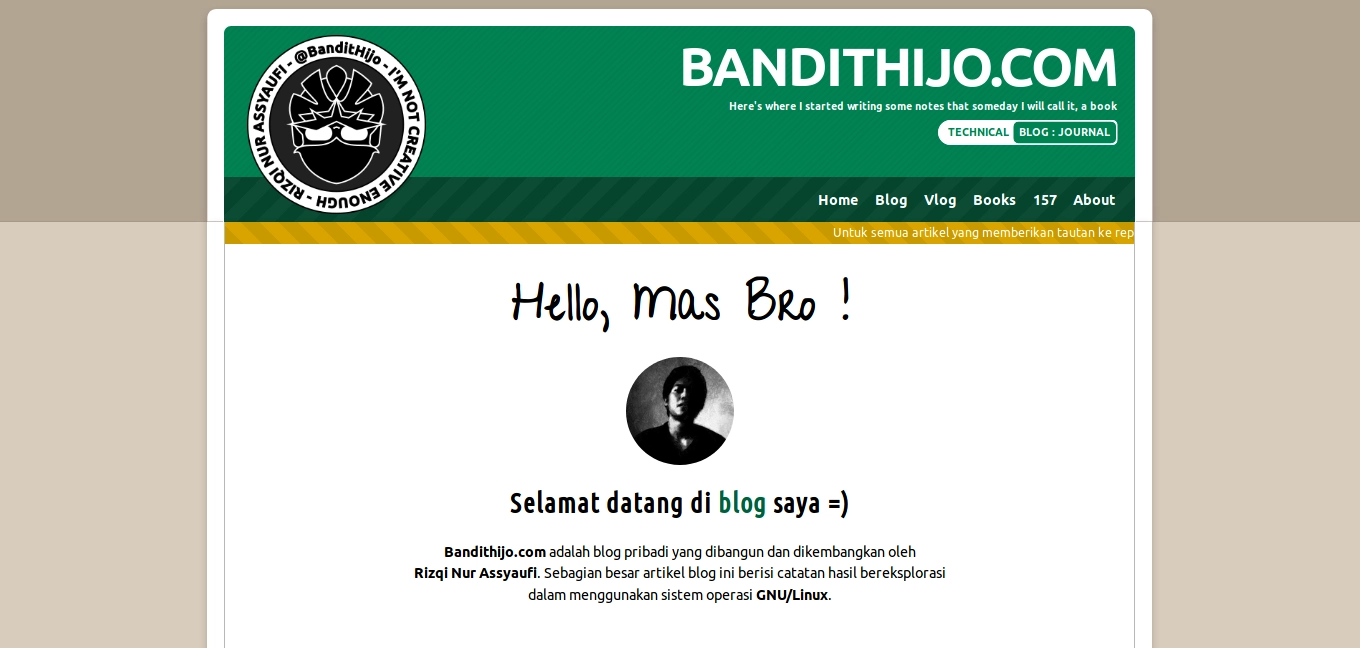 RIZQI NUR ASSYAUFI - @BanditHijo - I'M NOT CREATIVE ENOUGH -
BANDITHIJO.COM
Here's where I started writing some notes that someday I will call it, a book
TECHNICAL BLOG : JOURNAL
Home Blog Vlog Books 157 About
Untuk semua artikel yang memberikan tautan ke rep
Hello, Mas Bro !
Selamat datang di blog saya =)
Bandithijo.com adalah blog pribadi yang dibangun dan dikembangkan oleh
Rizqi Nur Assyaufi. Sebagian besar artikel blog ini berisi catatan hasil bereksplorasi
dalam menggunakan sistem operasi GNU/Linux.